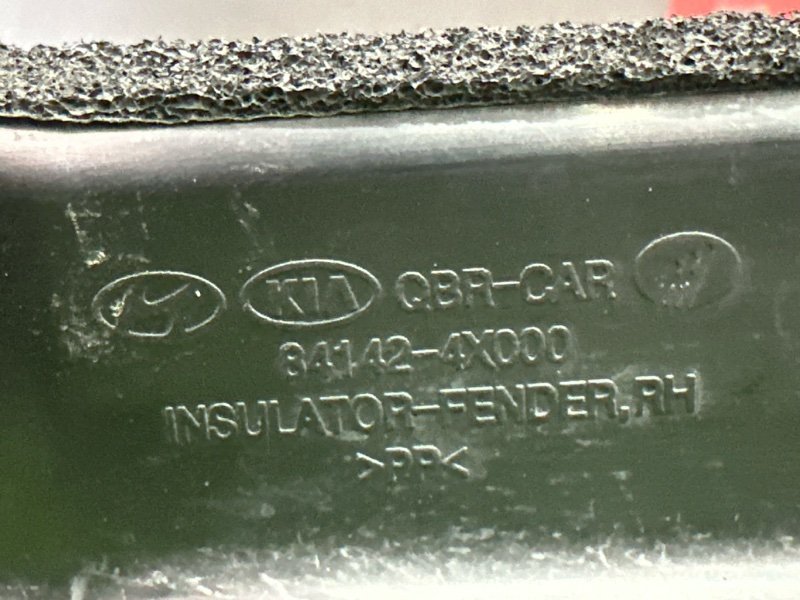 KIA QBR-CAR
84142-4X000
INSULATOR-FENDER,RH
>PP<